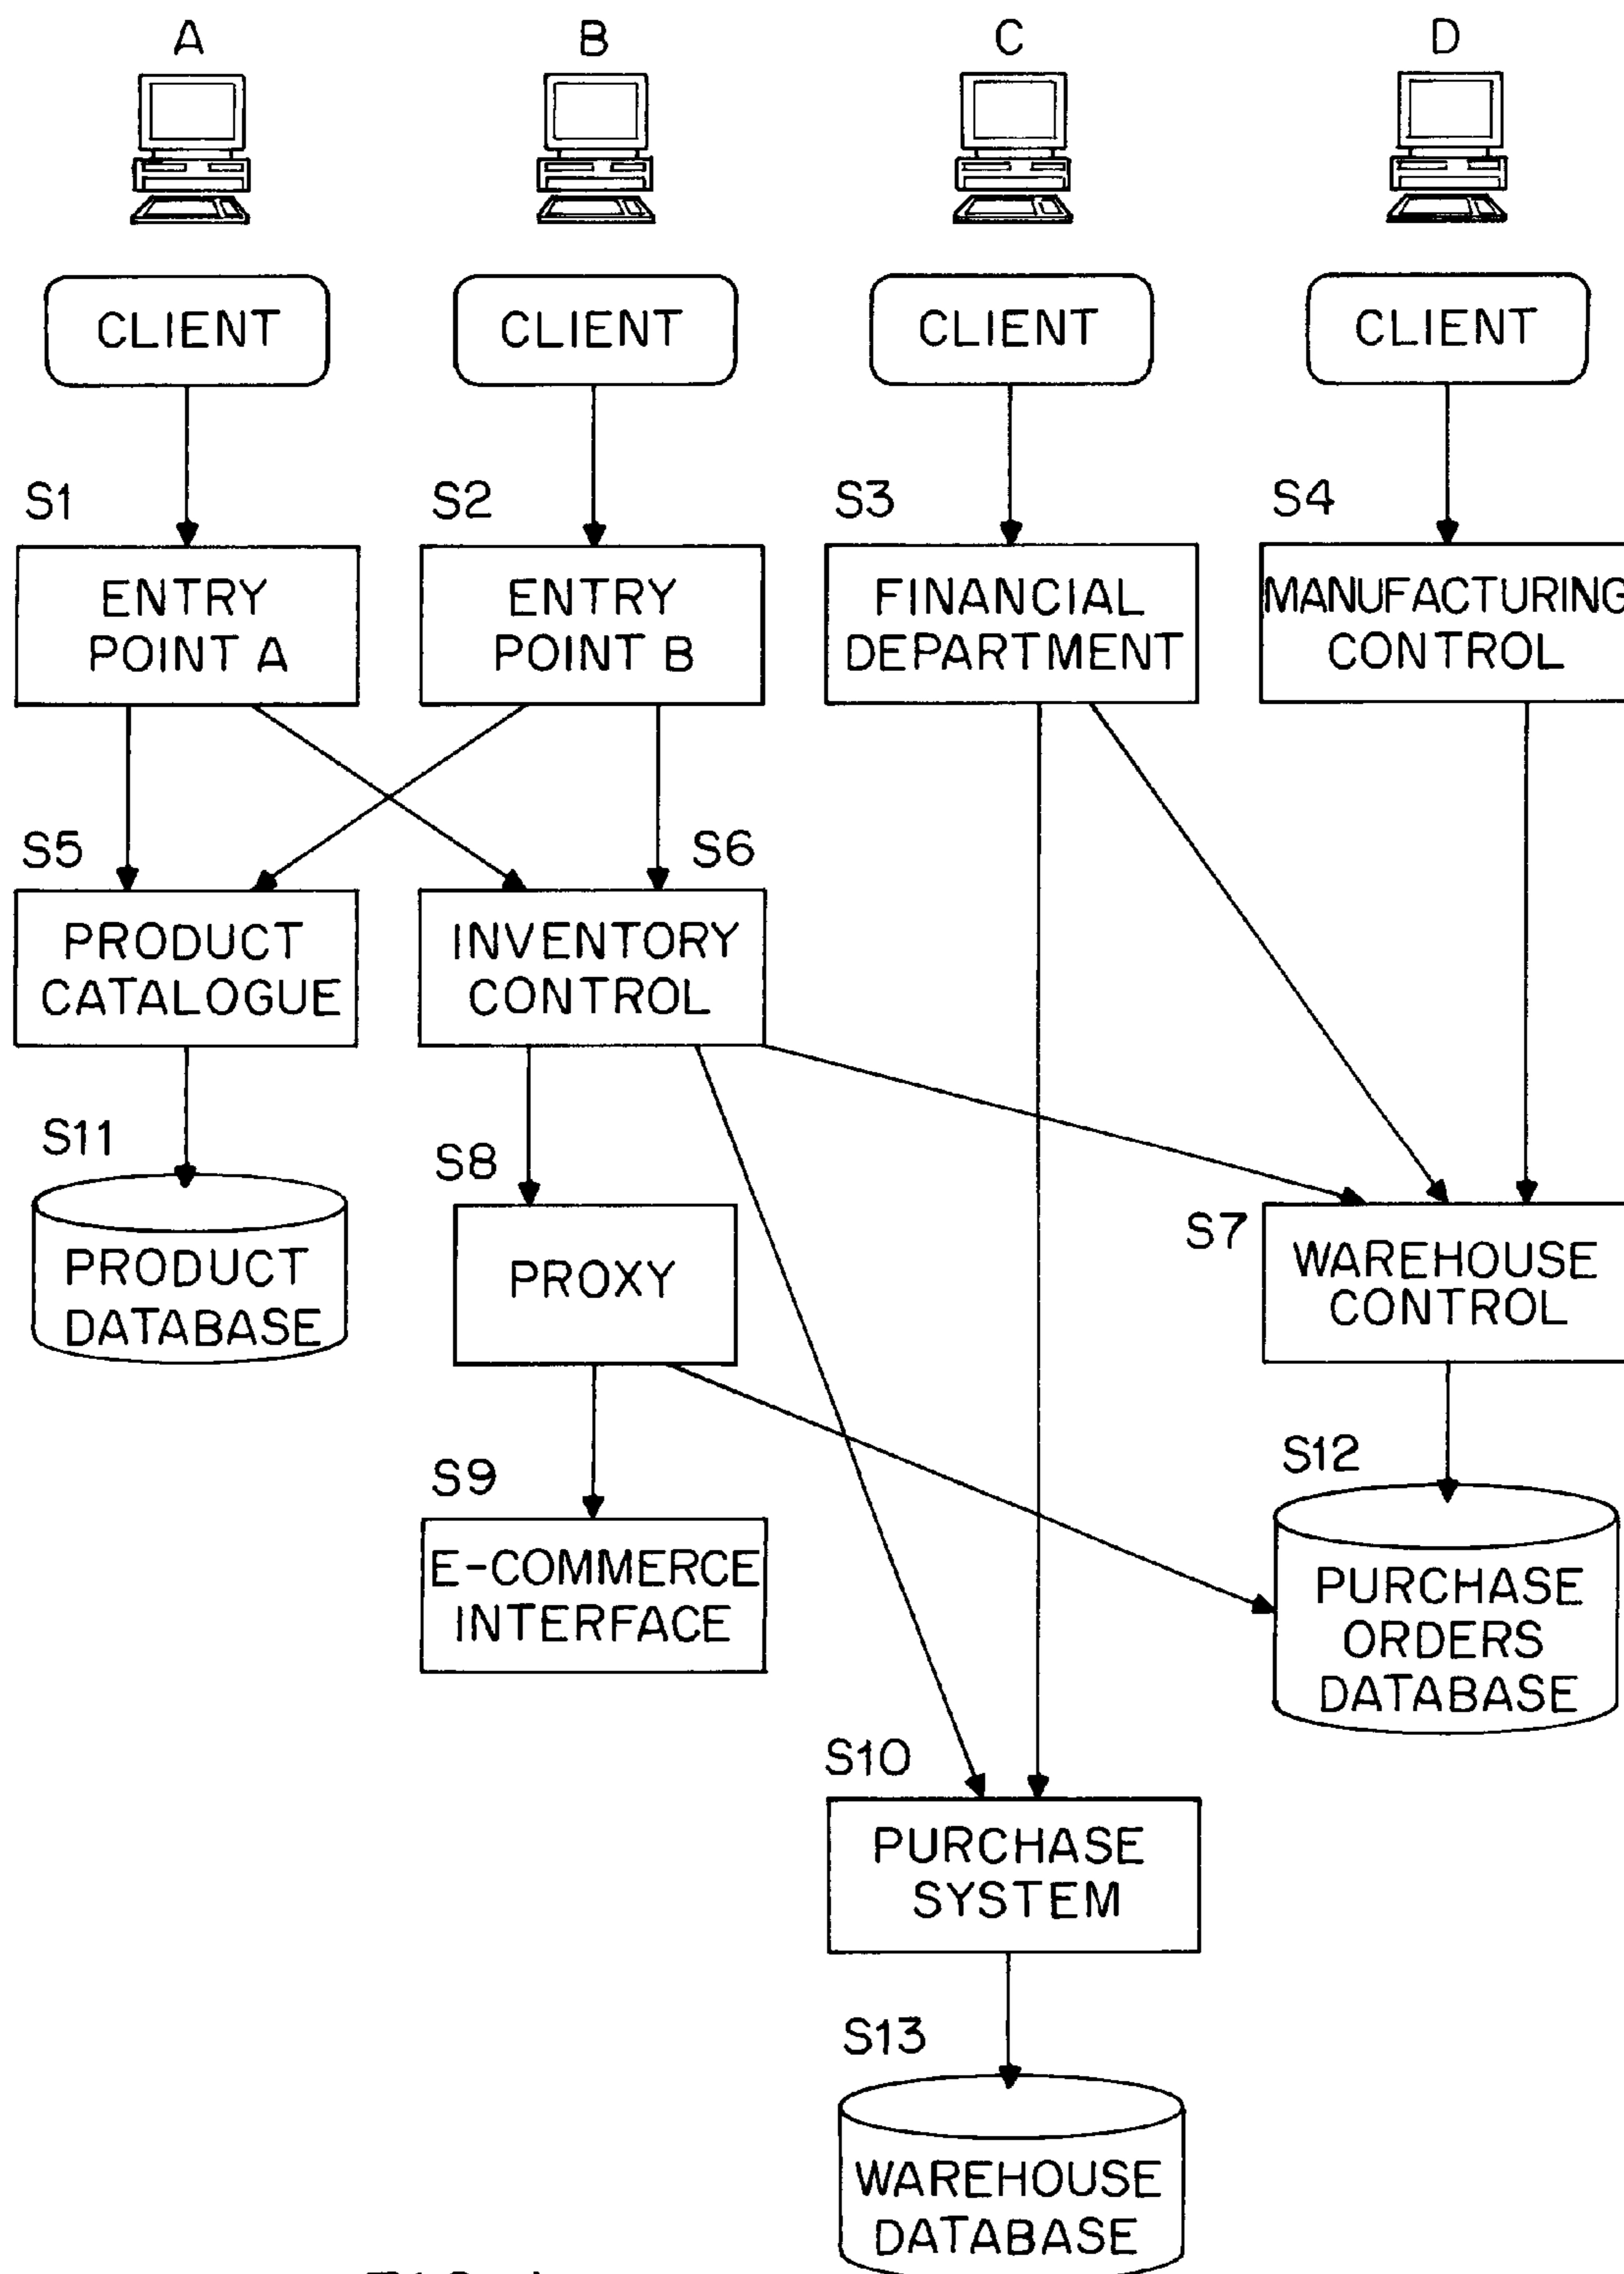 A
B
C
D
CLIENT
CLIENT
CLIENT
CLIENT
S1
S2
S3
S4
ENTRY
POINT A
ENTRY
POINT B
FINANCIAL
DEPARTMENT
MANUFACTURING
CONTROL
S5
S6
PRODUCT
CATALOGUE
INVENTORY
CONTROL
S11
S8
S7
PRODUCT
DATABASE
PROXY
WAREHOUSE
CONTROL
S9
S12
E-COMMERCE
INTERFACE
PURCHASE
ORDERS
DATABASE
S10
PURCHASE
SYSTEM
S13
WAREHOUSE
DATABASE